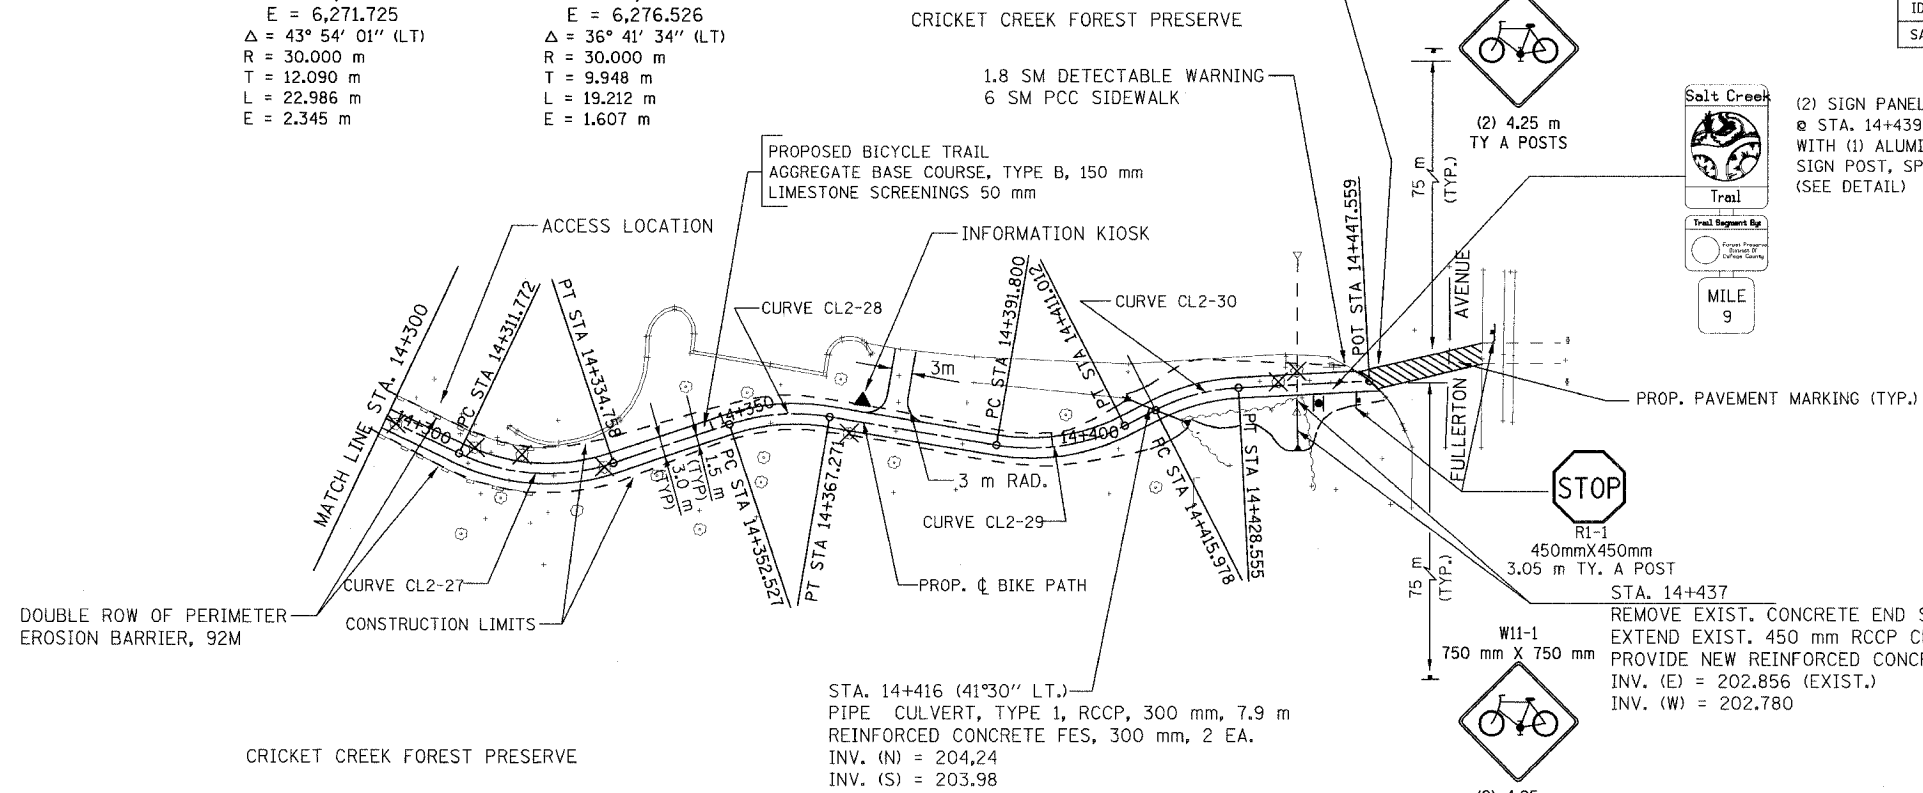 E = 6,271.725
Δ = 43° 54' 01" (LT)
R = 30.000 m
T = 12.090 m
L = 22.986 m
E = 2.345 m
E = 6,276.526
Δ = 36° 41' 34" (LT)
R = 30.000 m
T = 9.948 m
L = 19.212 m
E = 1.607 m
CRICKET CREEK FOREST PRESERVE
1.8 SM DETECTABLE WARNING
6 SM PCC SIDEWALK
(2) 4.25 m
TY A POSTS
75 m
(TYP.)
Salt Creek
Trail
Trail Segment By:
Forest Preserve
District Of
DuPage County
MILE
9
(2) SIGN PANEL
@ STA. 14+439
WITH (1) ALUMI
SIGN POST, SP
(SEE DETAIL)
PROPOSED BICYCLE TRAIL
AGGREGATE BASE COURSE, TYPE B, 150 mm
LIMESTONE SCREENINGS 50 mm
ACCESS LOCATION
INFORMATION KIOSK
CURVE CL2-28
CURVE CL2-30
MATCH LINE STA. 14+300
14+300
PC STA 14+311.772
PT STA 14+334.758
14+350
3m
PC STA 14+391.800
PT STA 14+411.012
14+400
POT STA 14+447.559
FULLERTON AVENUE
PROP. PAVEMENT MARKING (TYP.)
3.0 m
(TYP)
1.5 m
(TYP)
PC STA 14+352.527
PT STA 14+367.271
3 m RAD.
CURVE CL2-29
PC STA 14+415.978
PT STA 14+428.555
CURVE CL2-27
PROP. ℄ BIKE PATH
DOUBLE ROW OF PERIMETER
EROSION BARRIER, 92M
CONSTRUCTION LIMITS
STOP
R1-1
450mmX450mm
3.05 m TY. A POST
75 m
(TYP.)
STA. 14+437
REMOVE EXIST. CONCRETE END S
EXTEND EXIST. 450 mm RCCP C
PROVIDE NEW REINFORCED CONC
INV. (E) = 202.856 (EXIST.)
INV. (W) = 202.780
W11-1
750 mm X 750 mm
STA. 14+416 (41°30" LT.)
PIPE CULVERT, TYPE 1, RCCP, 300 mm, 7.9 m
REINFORCED CONCRETE FES, 300 mm, 2 EA.
INV. (N) = 204.24
INV. (S) = 203.98
CRICKET CREEK FOREST PRESERVE